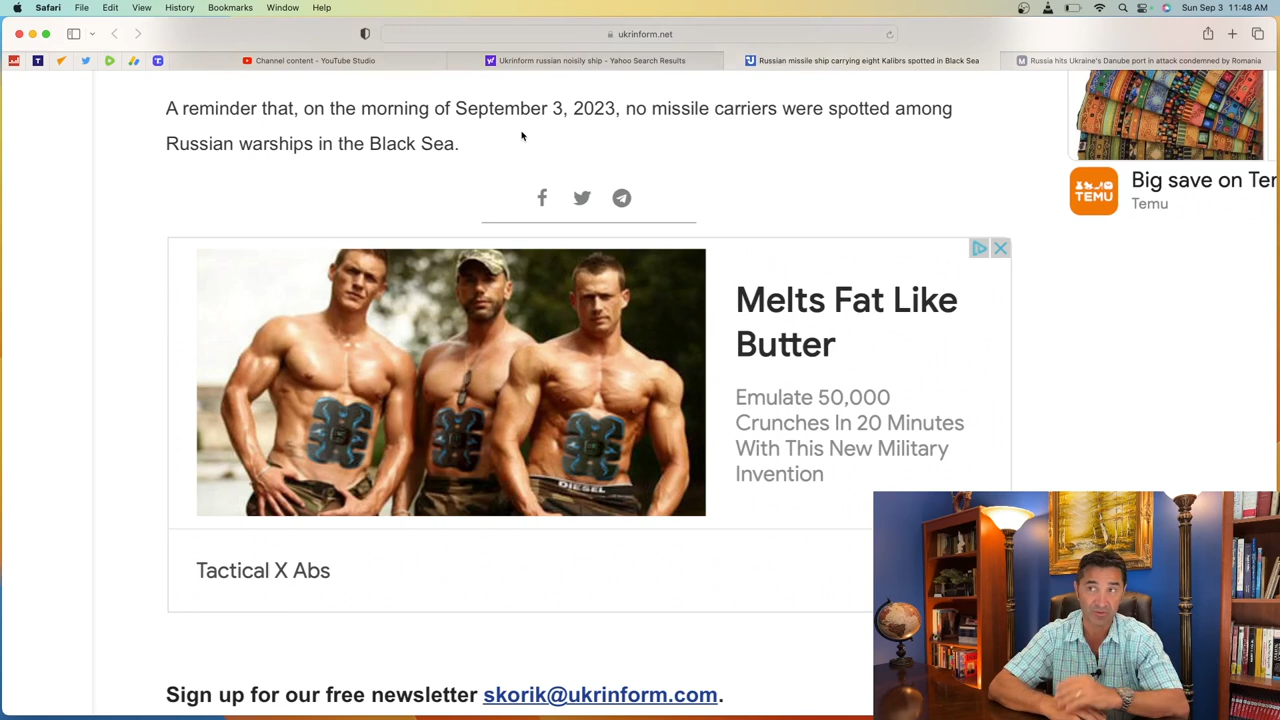 Safari File Edit View History Bookmarks Window Help Sun Sep 3 11:48 AM
ukrinform.net
Channel content - YouTube Studio
Ukrinform russian noisily ship - Yahoo Search Results
Russian missile ship carrying eight Kalibrs spotted in Black Sea
Russia hits Ukraine's Danube port in attack condemned by Romania
A reminder that, on the morning of September 3, 2023, no missile carriers were spotted among
Russian warships in the Black Sea.
TEMU
Big save on Ter
Temu
DIESEL
Melts Fat Like
Butter
Emulate 50,000
Crunches In 20 Minutes
With This New Military
Invention
Tactical X Abs
Sign up for our free newsletter skorik@ukrinform.com.